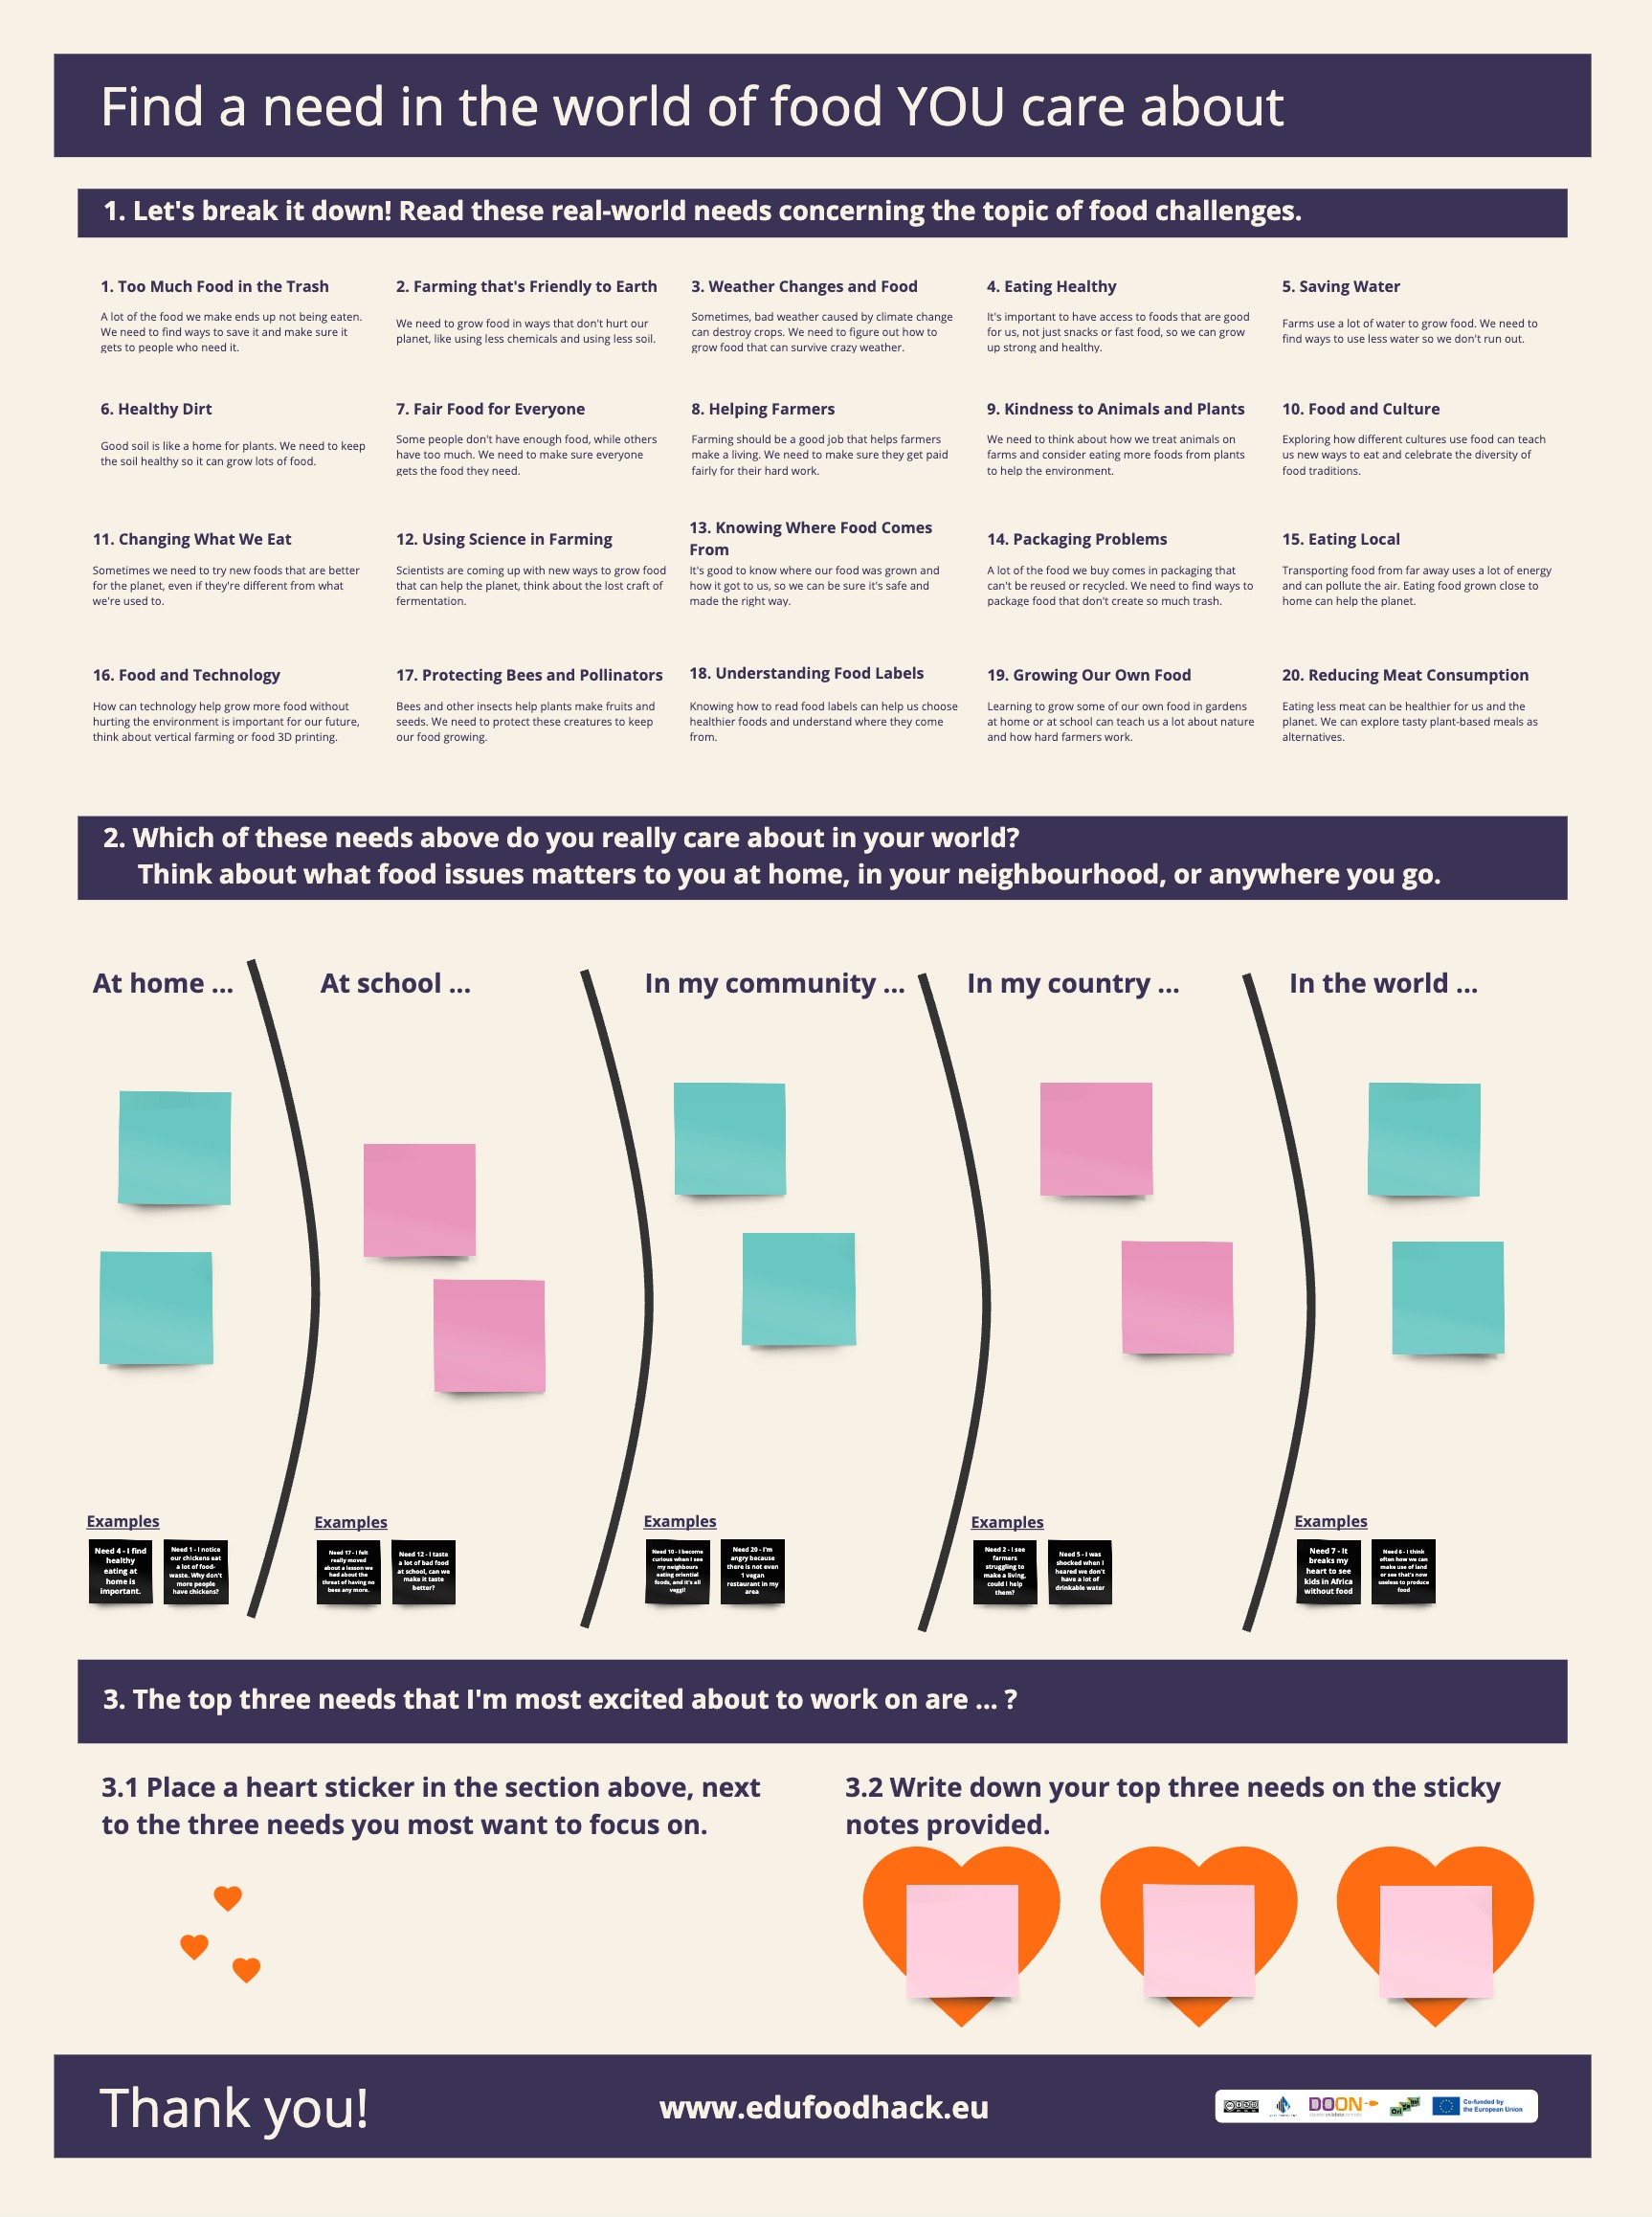 Find a need in the world of food YOU care about
1. Let's break it down! Read these real-world needs concerning the topic of food challenges.
1. Too Much Food in the Trash
A lot of the food we make ends up not being eaten.
We need to find ways to save it and make sure it
gets to people who need it.
2. Farming that's Friendly to Earth
We need to grow food in ways that don't hurt our
planet, like using less chemicals and using less soil.
3. Weather Changes and Food
Sometimes, bad weather caused by climate change
can destroy crops. We need to figure out how to
grow food that can survive crazy weather.
4. Eating Healthy
It's important to have access to foods that are good
for us, not just snacks or fast food, so we can grow
up strong and healthy.
5. Saving Water
Farms use a lot of water to grow food. We need to
find ways to use less water so we don't run out.
6. Healthy Dirt
Good soil is like a home for plants. We need to keep
the soil healthy so it can grow lots of food.
7. Fair Food for Everyone
Some people don't have enough food, while others
have too much. We need to make sure everyone
gets the food they need.
8. Helping Farmers
Farming should be a good job that helps farmers
make a living. We need to make sure they get paid
fairly for their hard work.
9. Kindness to Animals and Plants
We need to think about how we treat animals on
farms and consider eating more foods from plants
to help the environment.
10. Food and Culture
Exploring how different cultures use food can teach
us new ways to eat and celebrate the diversity of
food traditions.
11. Changing What We Eat
Sometimes we need to try new foods that are better
for the planet, even if they're different from what
we're used to.
12. Using Science in Farming
Scientists are coming up with new ways to grow food
that can help the planet, think about the lost craft of
fermentation.
13. Knowing Where Food Comes
From
It's good to know where our food was grown and
how it got to us, so we can be sure it's safe and
made the right way.
14. Packaging Problems
A lot of the food we buy comes in packaging that
can't be reused or recycled. We need to find ways to
package food that don't create so much trash.
15. Eating Local
Transporting food from far away uses a lot of energy
and can pollute the air. Eating food grown close to
home can help the planet.
16. Food and Technology
How can technology help grow more food without
hurting the environment is important for our future,
think about vertical farming or food 3D printing.
17. Protecting Bees and Pollinators
Bees and other insects help plants make fruits and
seeds. We need to protect these creatures to keep
our food growing.
18. Understanding Food Labels
Knowing how to read food labels can help us choose
healthier foods and understand where they come
from.
19. Growing Our Own Food
Learning to grow some of our own food in gardens
at home or at school can teach us a lot about nature
and how hard farmers work.
20. Reducing Meat Consumption
Eating less meat can be healthier for us and the
planet. We can explore tasty plant-based meals as
alternatives.
2. Which of these needs above do you really care about in your world?
Think about what food issues matters to you at home, in your neighbourhood, or anywhere you go.
At home ...
At school ...
In my community ...
In my country ...
In the world ...
Examples
Need 4 - I find
healthy
eating at
home is
important.
Need 1 - I notice
our chickens eat
a lot of food-
waste. Why don't
more people
have chickens?
Examples
Need 17 - I felt
really moved
about a lesson we
had about the
threat of having no
bees any more.
Need 12 - I taste
a lot of bad food
at school, can we
make it taste
better?
Examples
Need 10 - I become
curious when I see
my neighbours
eating oriental
foods, and it's all
veggi!
Need 20 - I'm
angry because
there is not even
1 vegan
restaurant in my
area
Examples
Need 2 - I see
farmers
struggling to
make a living,
could I help
them?
Need 5 - I was
shocked when I
heared we don't
have a lot of
drinkable water
Examples
Need 7 - It
breaks my
heart to see
kids in Africa
without food
Need 6 - I think
often how we can
make use of land
or see that's now
useless to produce
food
3. The top three needs that I'm most excited about to work on are ... ?
3.1 Place a heart sticker in the section above, next
to the three needs you most want to focus on.
3.2 Write down your top three needs on the sticky
notes provided.
Thank you!
www.edufoodhack.eu
DOON
Co-funded by
the European Union